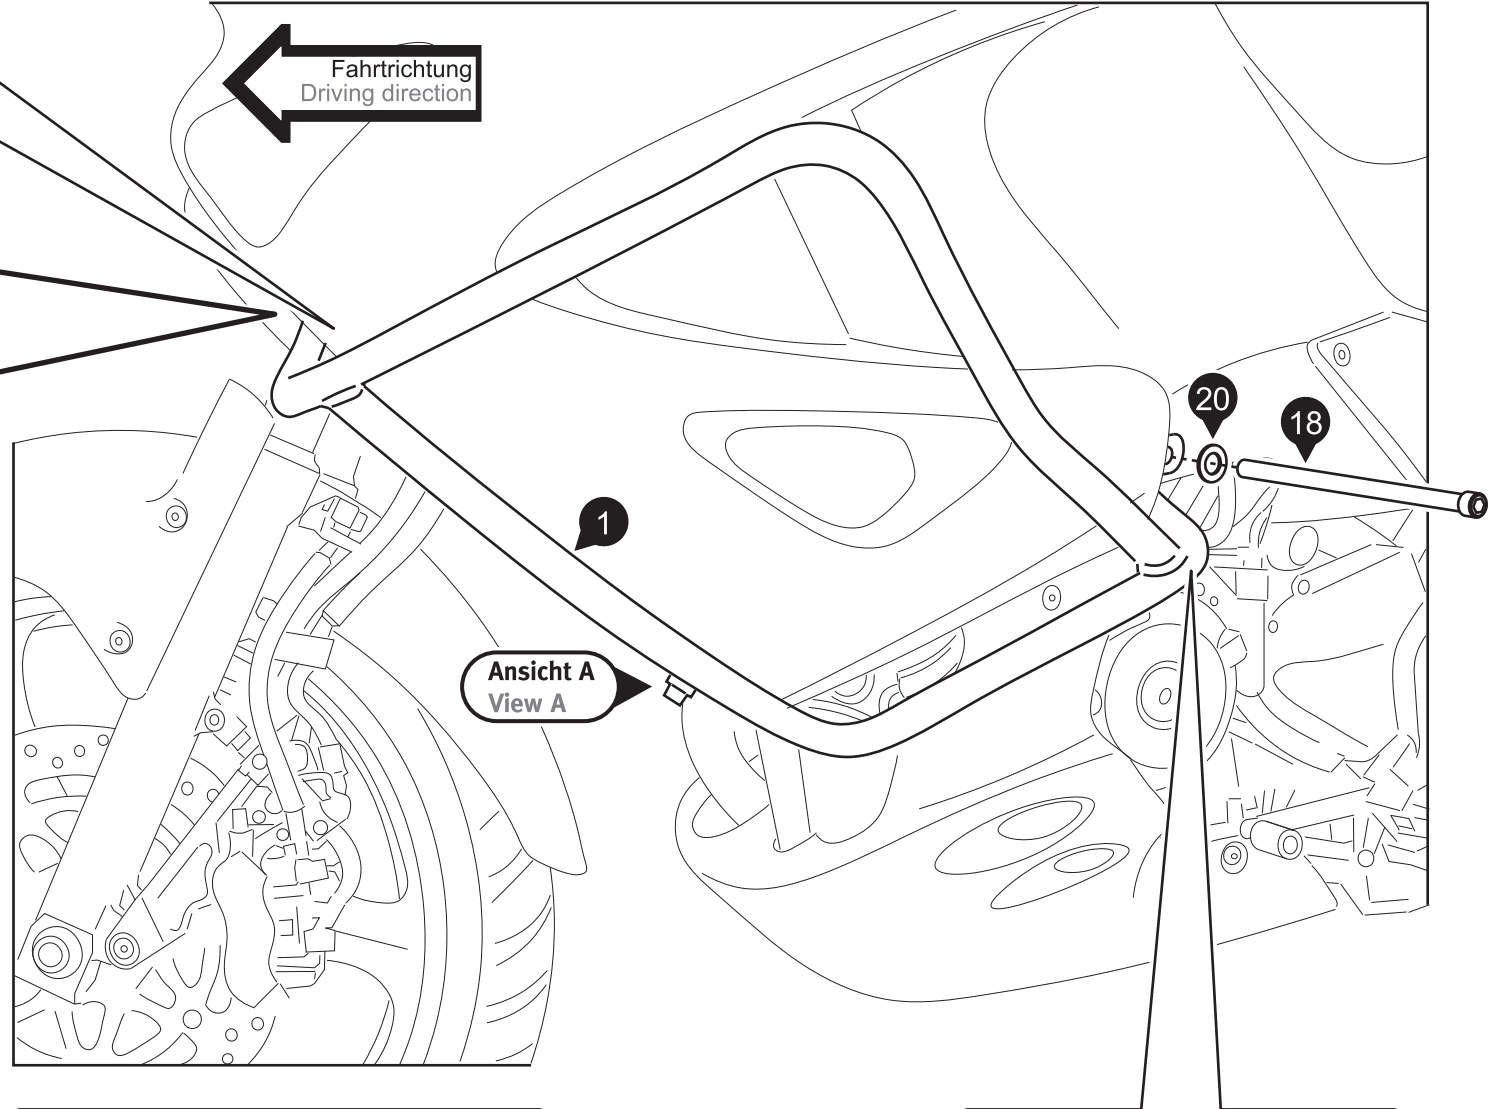 Fahrtrichtung
Driving direction
20
18
1
Ansicht A
View A